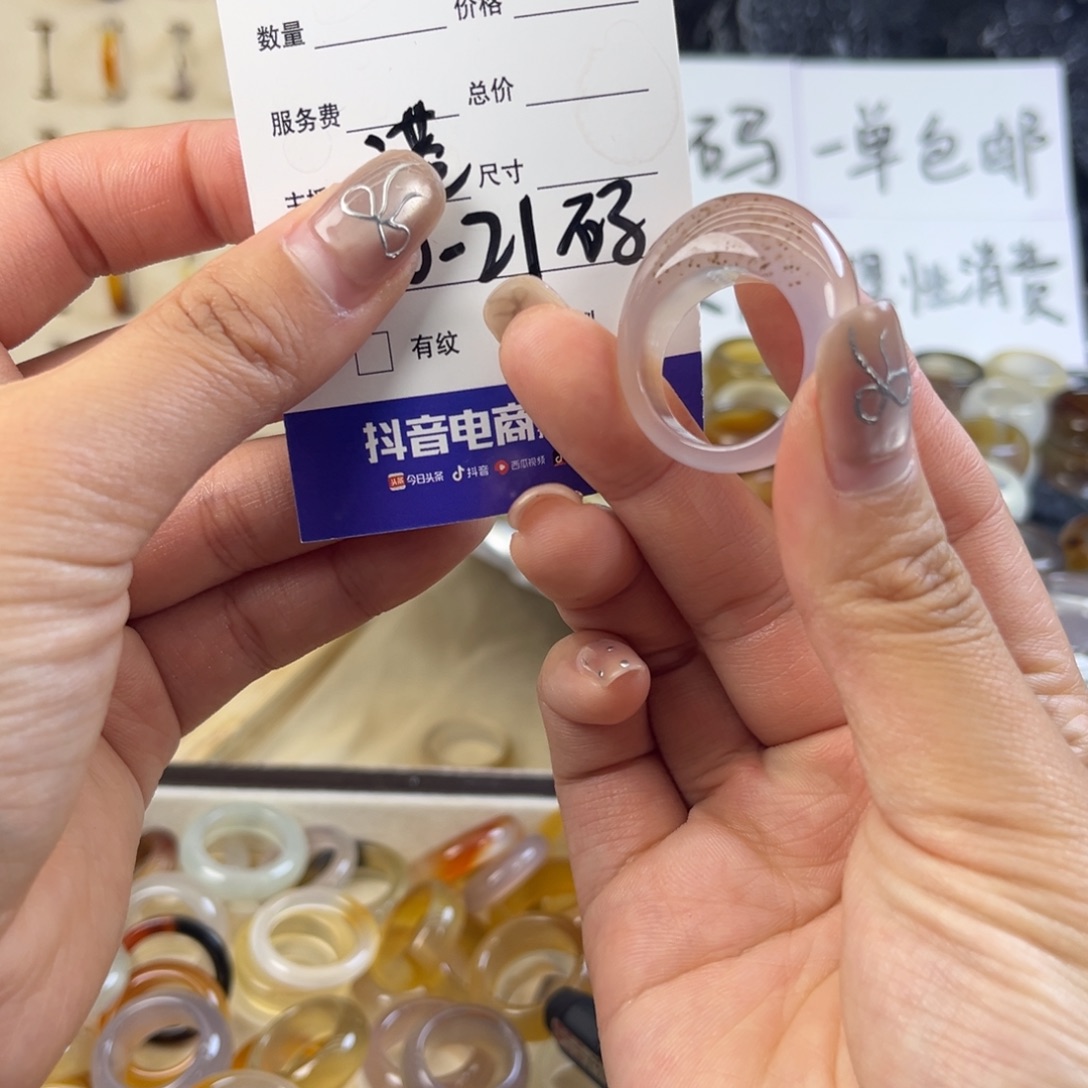 数量 价格
服务费 总价
港 尺寸
-21码
有纹
抖音电商
今日头条 抖音 西瓜视频
码 一单包邮
性消费